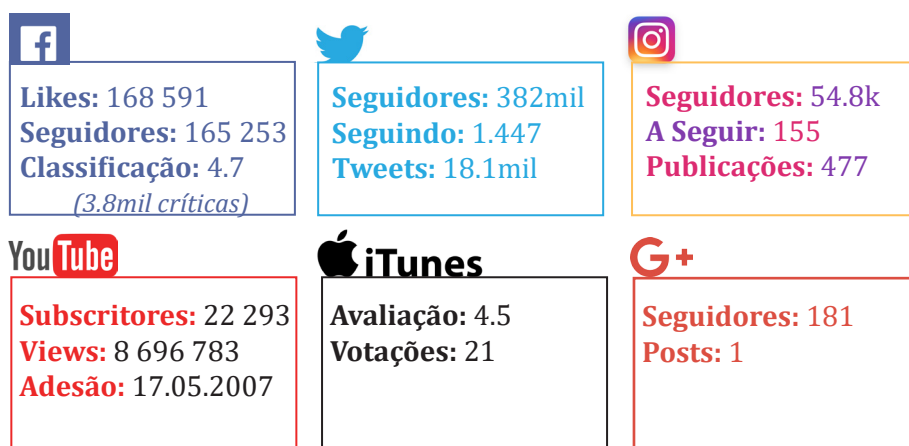 Likes: 168 591
Seguidores: 165 253
Classificação: 4.7
(3.8mil críticas)
Seguidores: 382mil
Seguindo: 1.447
Tweets: 18.1mil
Seguidores: 54.8k
A Seguir: 155
Publicações: 477
YouTube
Subscritores: 22 293
Views: 8 696 783
Adesão: 17.05.2007
iTunes
Avaliação: 4.5
Votações: 21
G+
Seguidores: 181
Posts: 1